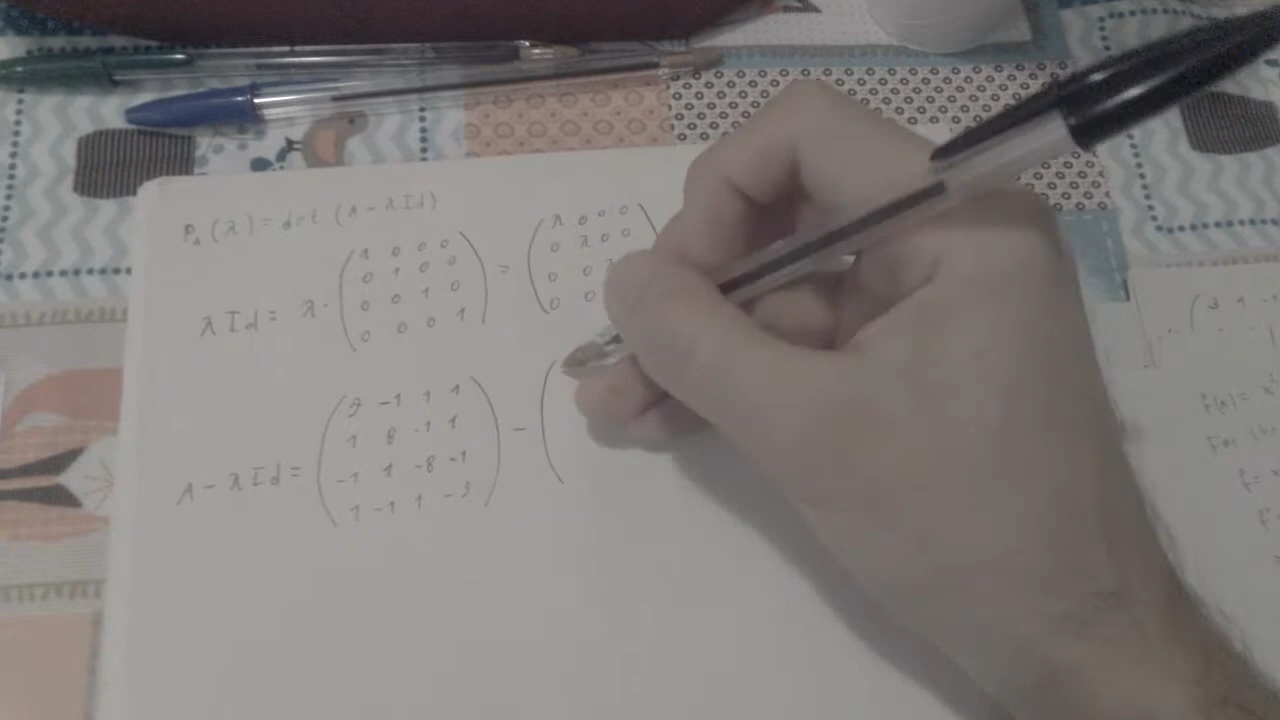 P_A(λ) = det (A - λId)
λId = λ · (1 0 0 0 = (λ 0 0 0
0 1 0 0 0 λ 0 0
0 0 1 0 0 0
0 0 0 1) 0 0
A - λId = (9 -1 1 1 - (
1 8 -1 1
-1 1 -8 -1
1 -1 1 -9)
(3 1
f(x) = x